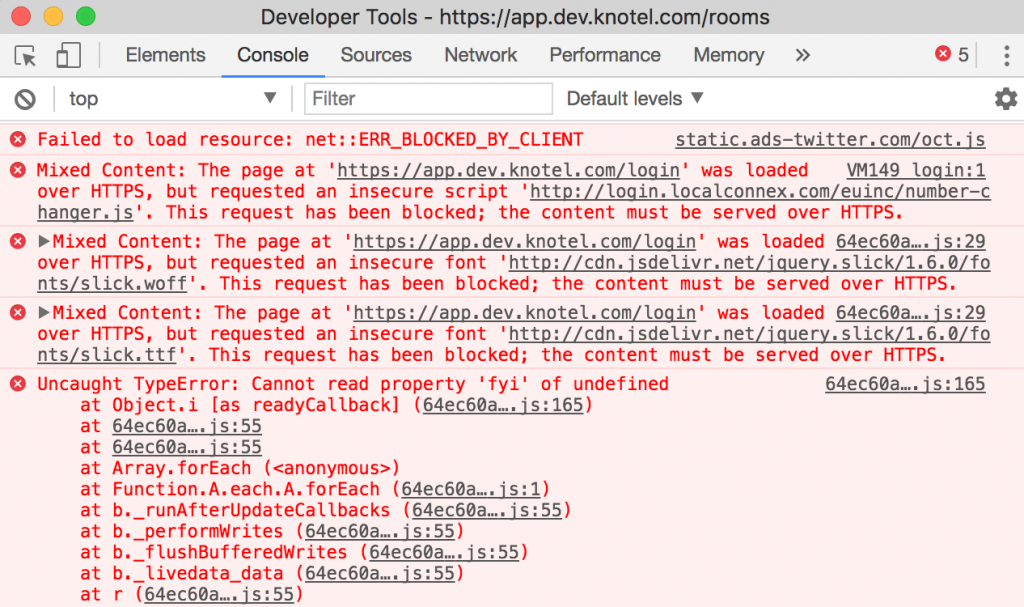 Developer Tools - https://app.dev.knotel.com/rooms
Elements Console Sources Network Performance Memory » 5
top ▼ Filter Default levels ▼
Failed to load resource: net::ERR_BLOCKED_BY_CLIENT static.ads-twitter.com/oct.js
Mixed Content: The page at 'https://app.dev.knotel.com/login' was loaded VM149 login:1
over HTTPS, but requested an insecure script 'http://login.localconnex.com/euinc/number-c
hanger.js'. This request has been blocked; the content must be served over HTTPS.
▶Mixed Content: The page at 'https://app.dev.knotel.com/login' was loaded 64ec60a….js:29
over HTTPS, but requested an insecure font 'http://cdn.jsdelivr.net/jquery.slick/1.6.0/fo
nts/slick.woff'. This request has been blocked; the content must be served over HTTPS.
▶Mixed Content: The page at 'https://app.dev.knotel.com/login' was loaded 64ec60a….js:29
over HTTPS, but requested an insecure font 'http://cdn.jsdelivr.net/jquery.slick/1.6.0/fo
nts/slick.ttf'. This request has been blocked; the content must be served over HTTPS.
Uncaught TypeError: Cannot read property 'fyi' of undefined 64ec60a….js:165
at Object.i [as readyCallback] (64ec60a….js:165)
at 64ec60a….js:55
at 64ec60a….js:55
at Array.forEach (<anonymous>)
at Function.A.each.A.forEach (64ec60a….js:1)
at b._runAfterUpdateCallbacks (64ec60a….js:55)
at b._performWrites (64ec60a….js:55)
at b._flushBufferedWrites (64ec60a….js:55)
at b._livedata_data (64ec60a….js:55)
at r (64ec60a….js:55)